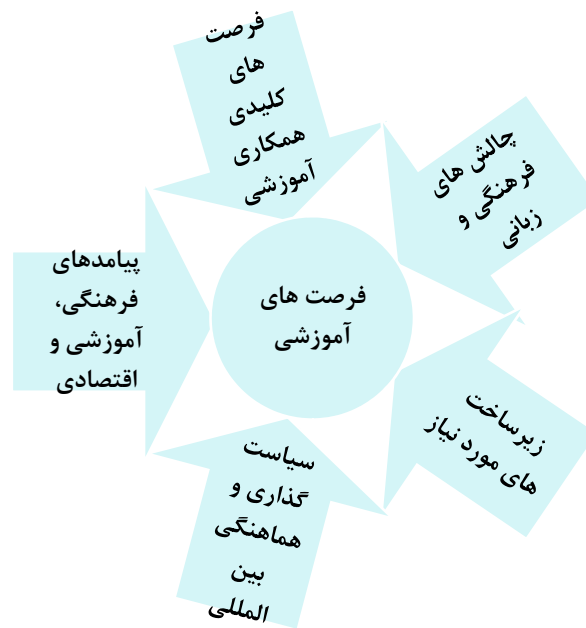 فرصت
های
کلیدی
همکاری
آموزشی
چالش های
فرهنگی و
زبانی
پیامدهای
فرهنگی،
آموزشی و
اقتصادی
فرصت های
آموزشی
زیرساخت
های مورد نیاز
سیاست
گذاری و
هماهنگی
بین
المللی